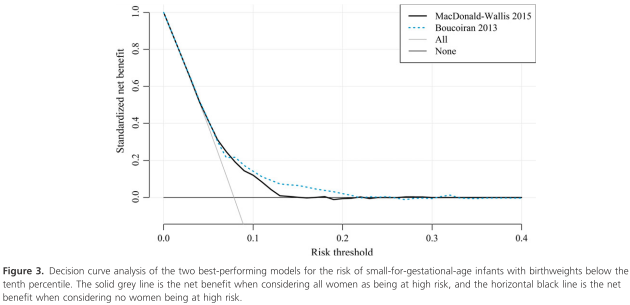 MacDonald-Wallis 2015
Boucoiran 2013
All
None
Standardized net benefit
1.0
0.8
0.6
0.4
0.2
0.0
0.0 0.1 0.2 0.3 0.4
Risk threshold
Figure 3. Decision curve analysis of the two best-performing models for the risk of small-for-gestational-age infants with birthweights below the
tenth percentile. The solid grey line is the net benefit when considering all women as being at high risk, and the horizontal black line is the net
benefit when considering no women being at high risk.